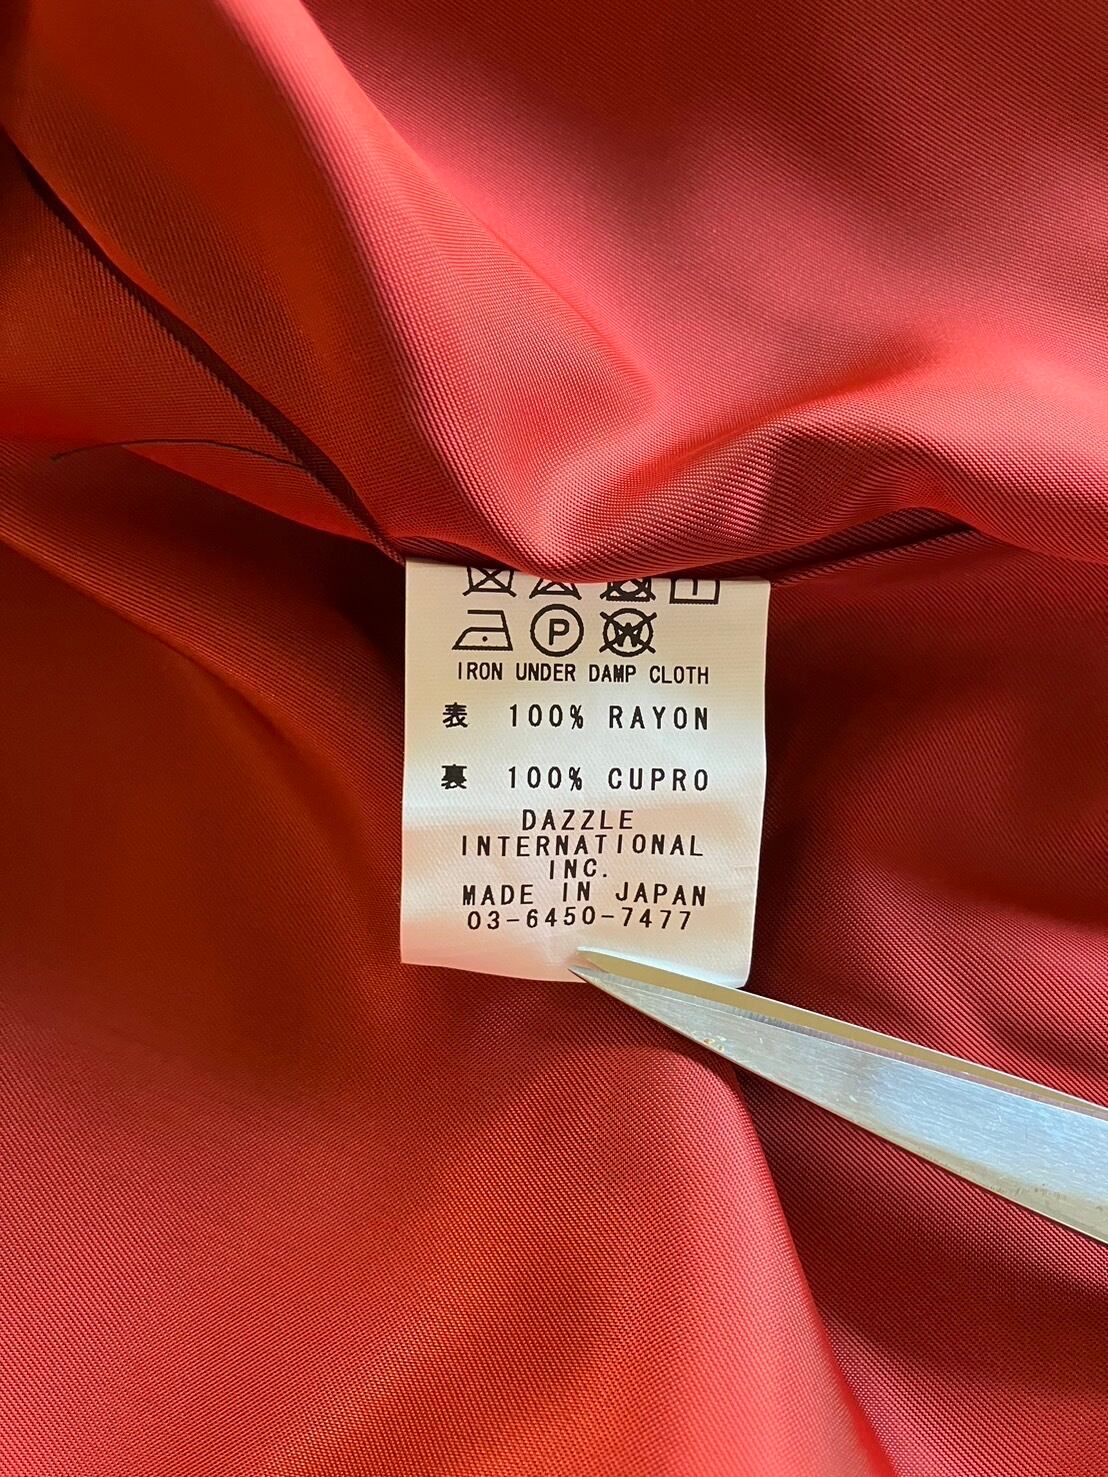 P W
IRON UNDER DAMP CLOTH
表 100% RAYON
裏 100% CUPRO
DAZZLE
INTERNATIONAL
INC.
MADE IN JAPAN
03-6450-7477